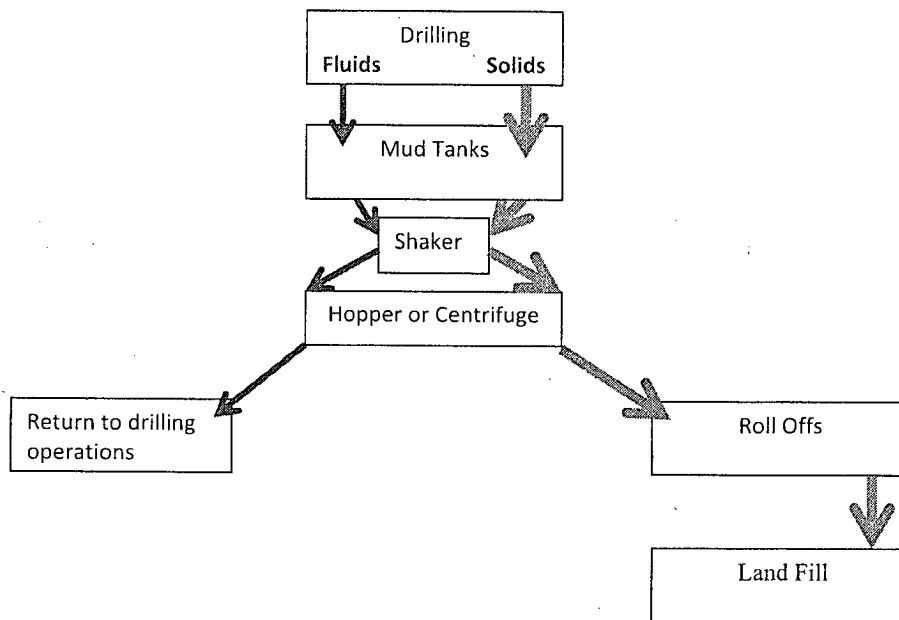 Drilling
Fluids Solids
Mud Tanks
Shaker
Hopper or Centrifuge
Return to drilling
operations
Roll Offs
Land Fill